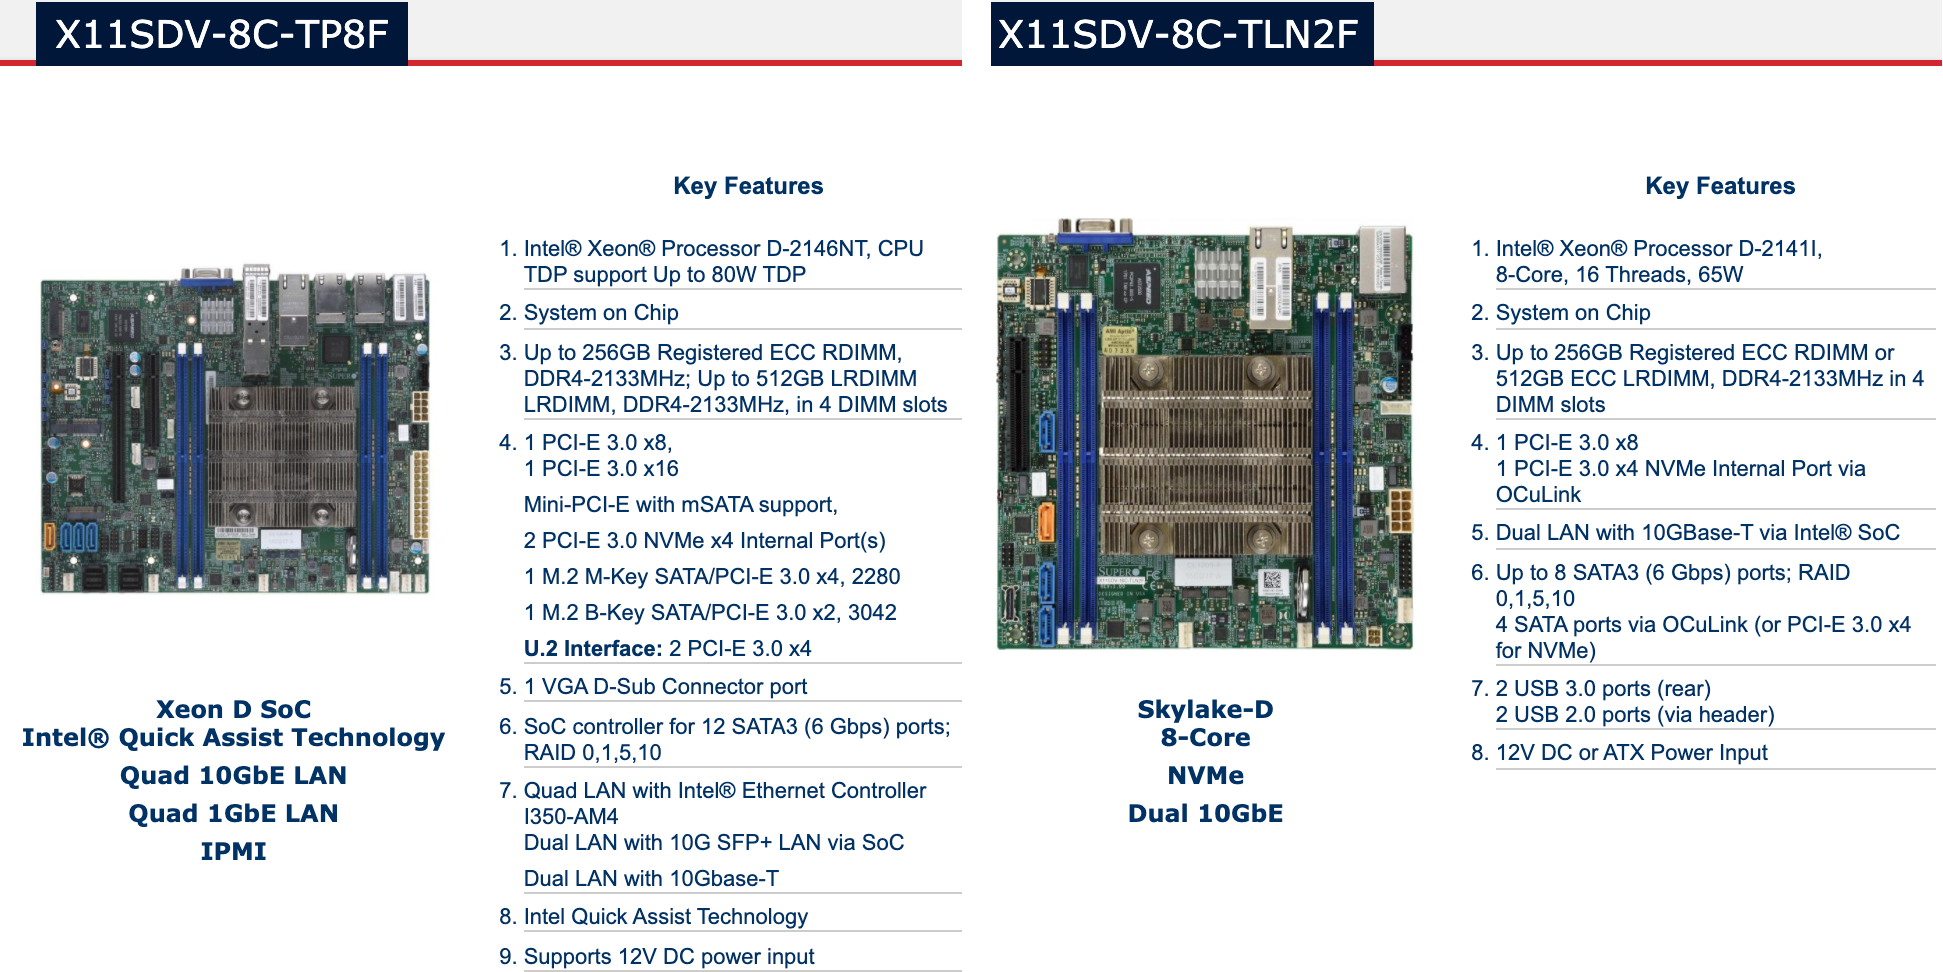 X11SDV-8C-TP8F
Key Features
1. Intel® Xeon® Processor D-2146NT, CPU
TDP support Up to 80W TDP
2. System on Chip
3. Up to 256GB Registered ECC RDIMM,
DDR4-2133MHz; Up to 512GB LRDIMM
LRDIMM, DDR4-2133MHz, in 4 DIMM slots
4. 1 PCI-E 3.0 x8,
1 PCI-E 3.0 x16
Mini-PCI-E with mSATA support,
2 PCI-E 3.0 NVMe x4 Internal Port(s)
1 M.2 M-Key SATA/PCI-E 3.0 x4, 2280
1 M.2 B-Key SATA/PCI-E 3.0 x2, 3042
U.2 Interface: 2 PCI-E 3.0 x4
5. 1 VGA D-Sub Connector port
6. SoC controller for 12 SATA3 (6 Gbps) ports;
RAID 0,1,5,10
7. Quad LAN with Intel® Ethernet Controller
I350-AM4
Dual LAN with 10G SFP+ LAN via SoC
Dual LAN with 10Gbase-T
8. Intel Quick Assist Technology
9. Supports 12V DC power input
Xeon D SoC
Intel® Quick Assist Technology
Quad 10GbE LAN
Quad 1GbE LAN
IPMI
X11SDV-8C-TLN2F
Key Features
1. Intel® Xeon® Processor D-2141I,
8-Core, 16 Threads, 65W
2. System on Chip
3. Up to 256GB Registered ECC RDIMM or
512GB ECC LRDIMM, DDR4-2133MHz in 4
DIMM slots
4. 1 PCI-E 3.0 x8
1 PCI-E 3.0 x4 NVMe Internal Port via
OCuLink
5. Dual LAN with 10GBase-T via Intel® SoC
6. Up to 8 SATA3 (6 Gbps) ports; RAID
0,1,5,10
4 SATA ports via OCuLink (or PCI-E 3.0 x4
for NVMe)
7. 2 USB 3.0 ports (rear)
2 USB 2.0 ports (via header)
8. 12V DC or ATX Power Input
SUPER
Skylake-D
8-Core
NVMe
Dual 10GbE